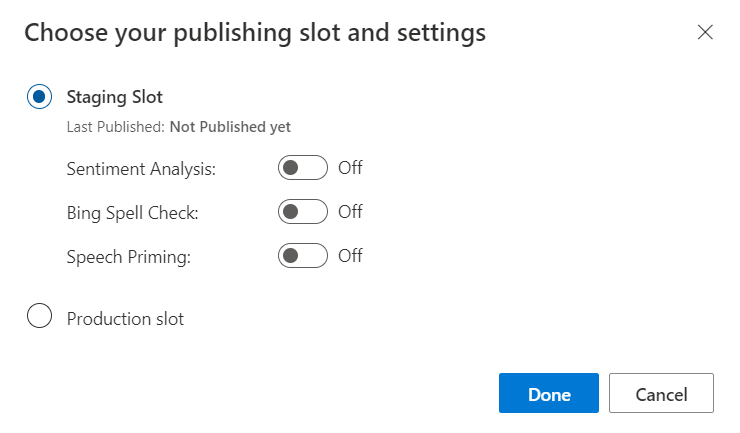 Choose your publishing slot and settings
Staging Slot
Last Published: Not Published yet
Sentiment Analysis: Off
Bing Spell Check: Off
Speech Priming: Off
Production slot
Done Cancel